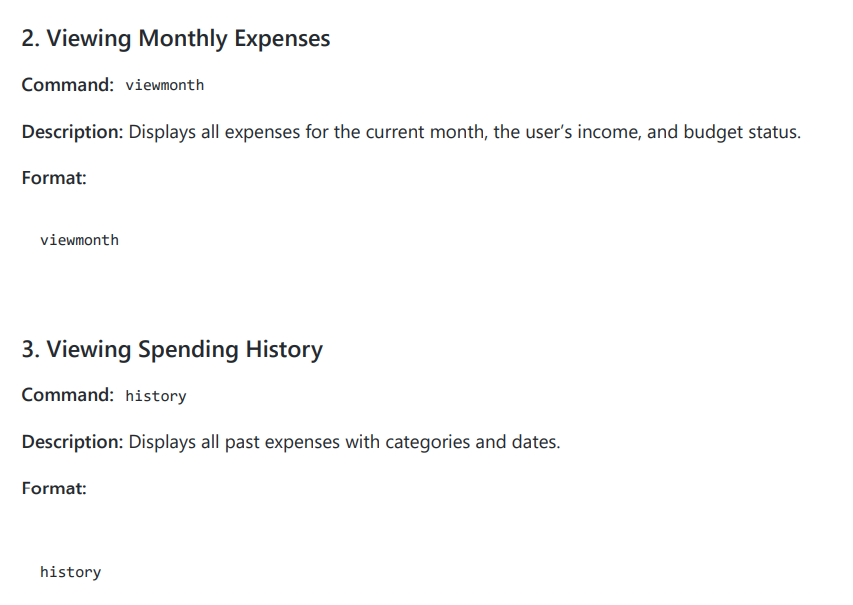 2. Viewing Monthly Expenses
Command: viewmonth
Description: Displays all expenses for the current month, the user’s income, and budget status.
Format:
viewmonth
3. Viewing Spending History
Command: history
Description: Displays all past expenses with categories and dates.
Format:
history